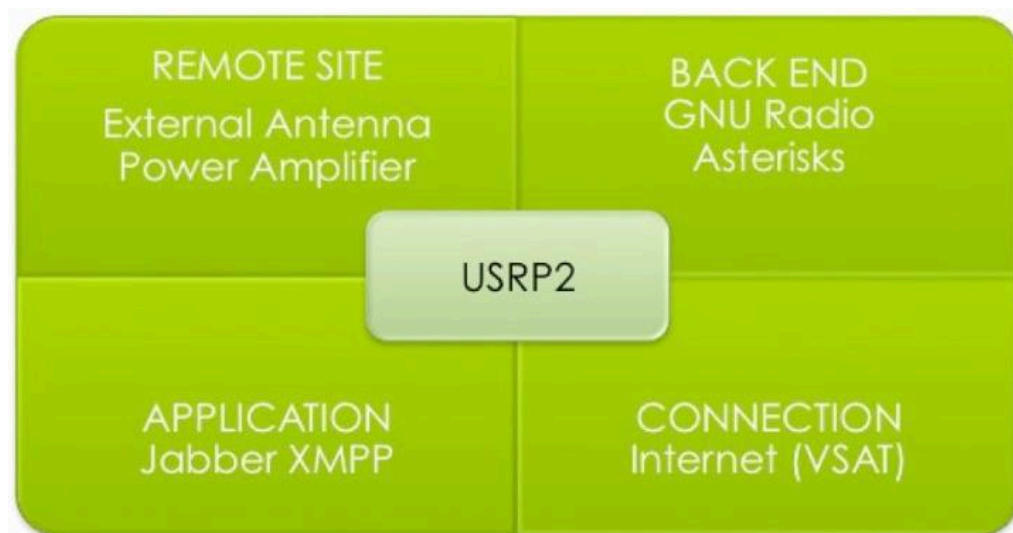 REMOTE SITE
External Antenna
Power Amplifier
BACK END
GNU Radio
Asterisks
USRP2
APPLICATION
Jabber XMPP
CONNECTION
Internet (VSAT)